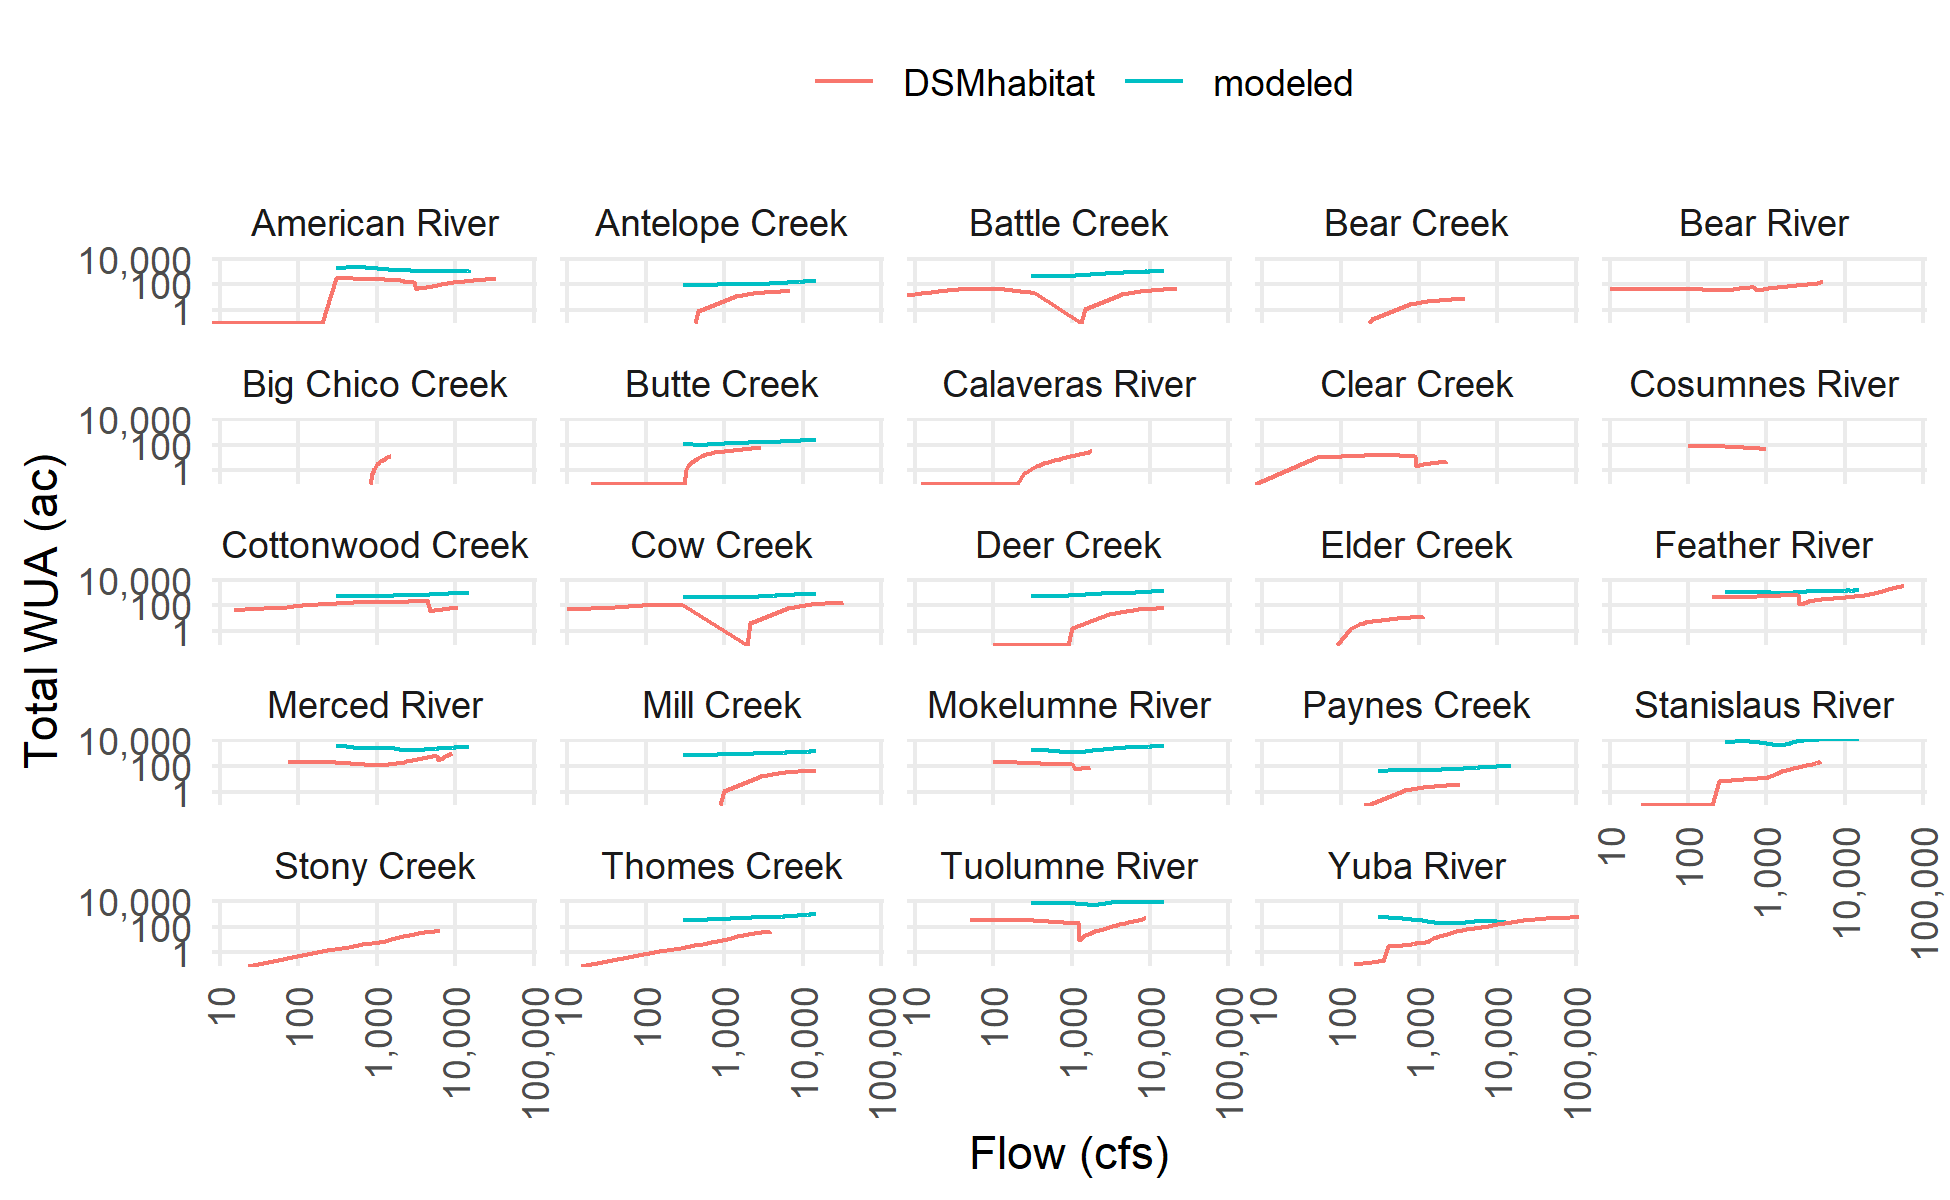 DSMhabitat modeled
American River Antelope Creek Battle Creek Bear Creek Bear River
10,000
100
1
Big Chico Creek Butte Creek Calaveras River Clear Creek Cosumnes River
10,000
100
1
Cottonwood Creek Cow Creek Deer Creek Elder Creek Feather River
10,000
100
1
Merced River Mill Creek Mokelumne River Paynes Creek Stanislaus River
10,000
100
1
10 100 1,000 10,000 100,000
Stony Creek Thomes Creek Tuolumne River Yuba River
10,000
100
1
10 100 1,000 10,000 100,000 10 100 1,000 10,000 100,000 10 100 1,000 10,000 100,000 10 100 1,000 10,000 100,000
Total WUA (ac)
Flow (cfs)